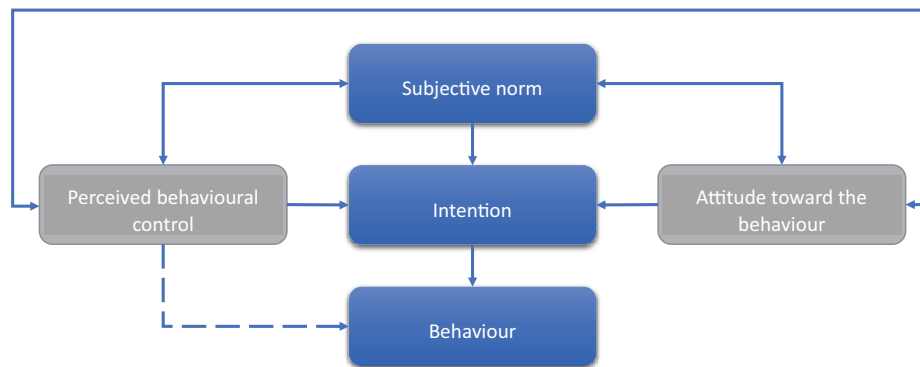 Subjective norm
Perceived behavioural
control
Intention
Attitude toward the
behaviour
Behaviour